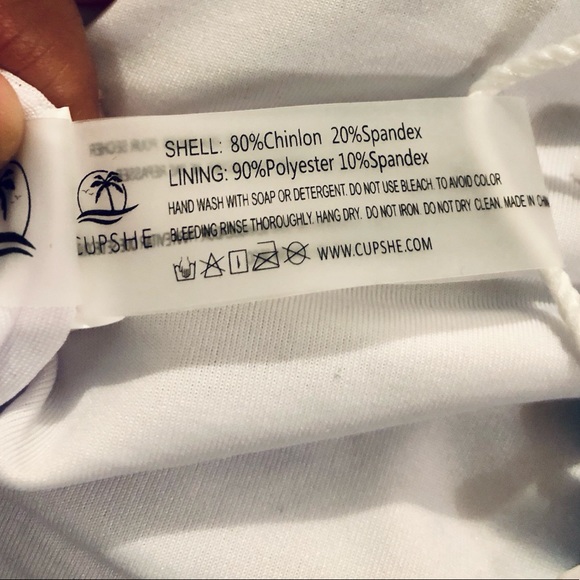 SHELL: 80%Chinlon 20%Spandex
LINING: 90%Polyester 10%Spandex
HAND WASH WITH SOAP OR DETERGENT. DO NOT USE BLEACH. TO AVOID COLOR
BLEEDING RINSE THOROUGHLY. HANG DRY. DO NOT IRON. DO NOT DRY CLEAN. MADE IN CHINA
CUPSHE
WWW.CUPSHE.COM